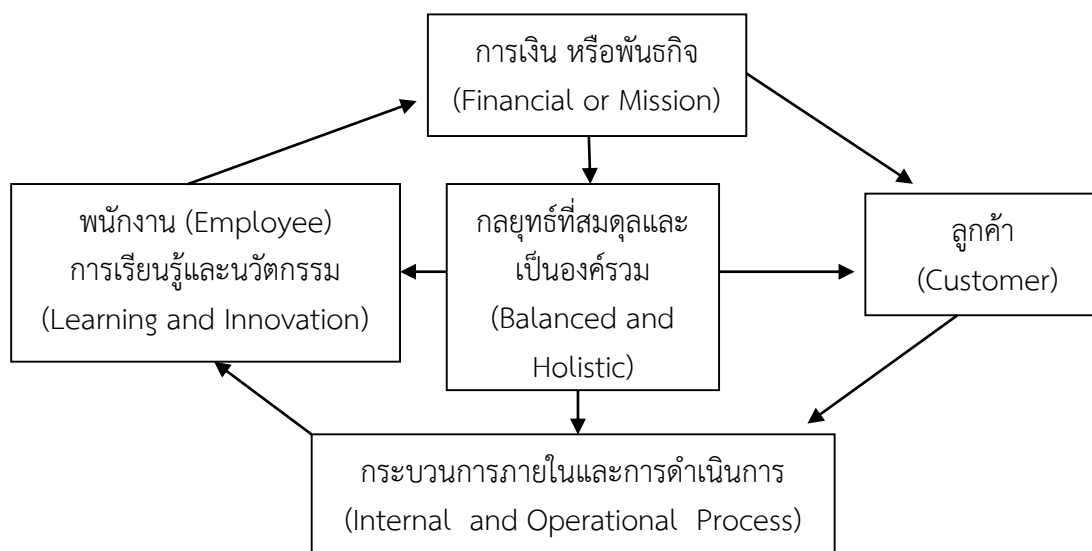 การเงิน หรือพันธกิจ
(Financial or Mission)
พนักงาน (Employee)
การเรียนรู้และนวัตกรรม
(Learning and Innovation)
กลยุทธ์ที่สมดุลและ
เป็นองค์รวม
(Balanced and
Holistic)
ลูกค้า
(Customer)
กระบวนการภายในและการดำเนินการ
(Internal and Operational Process)